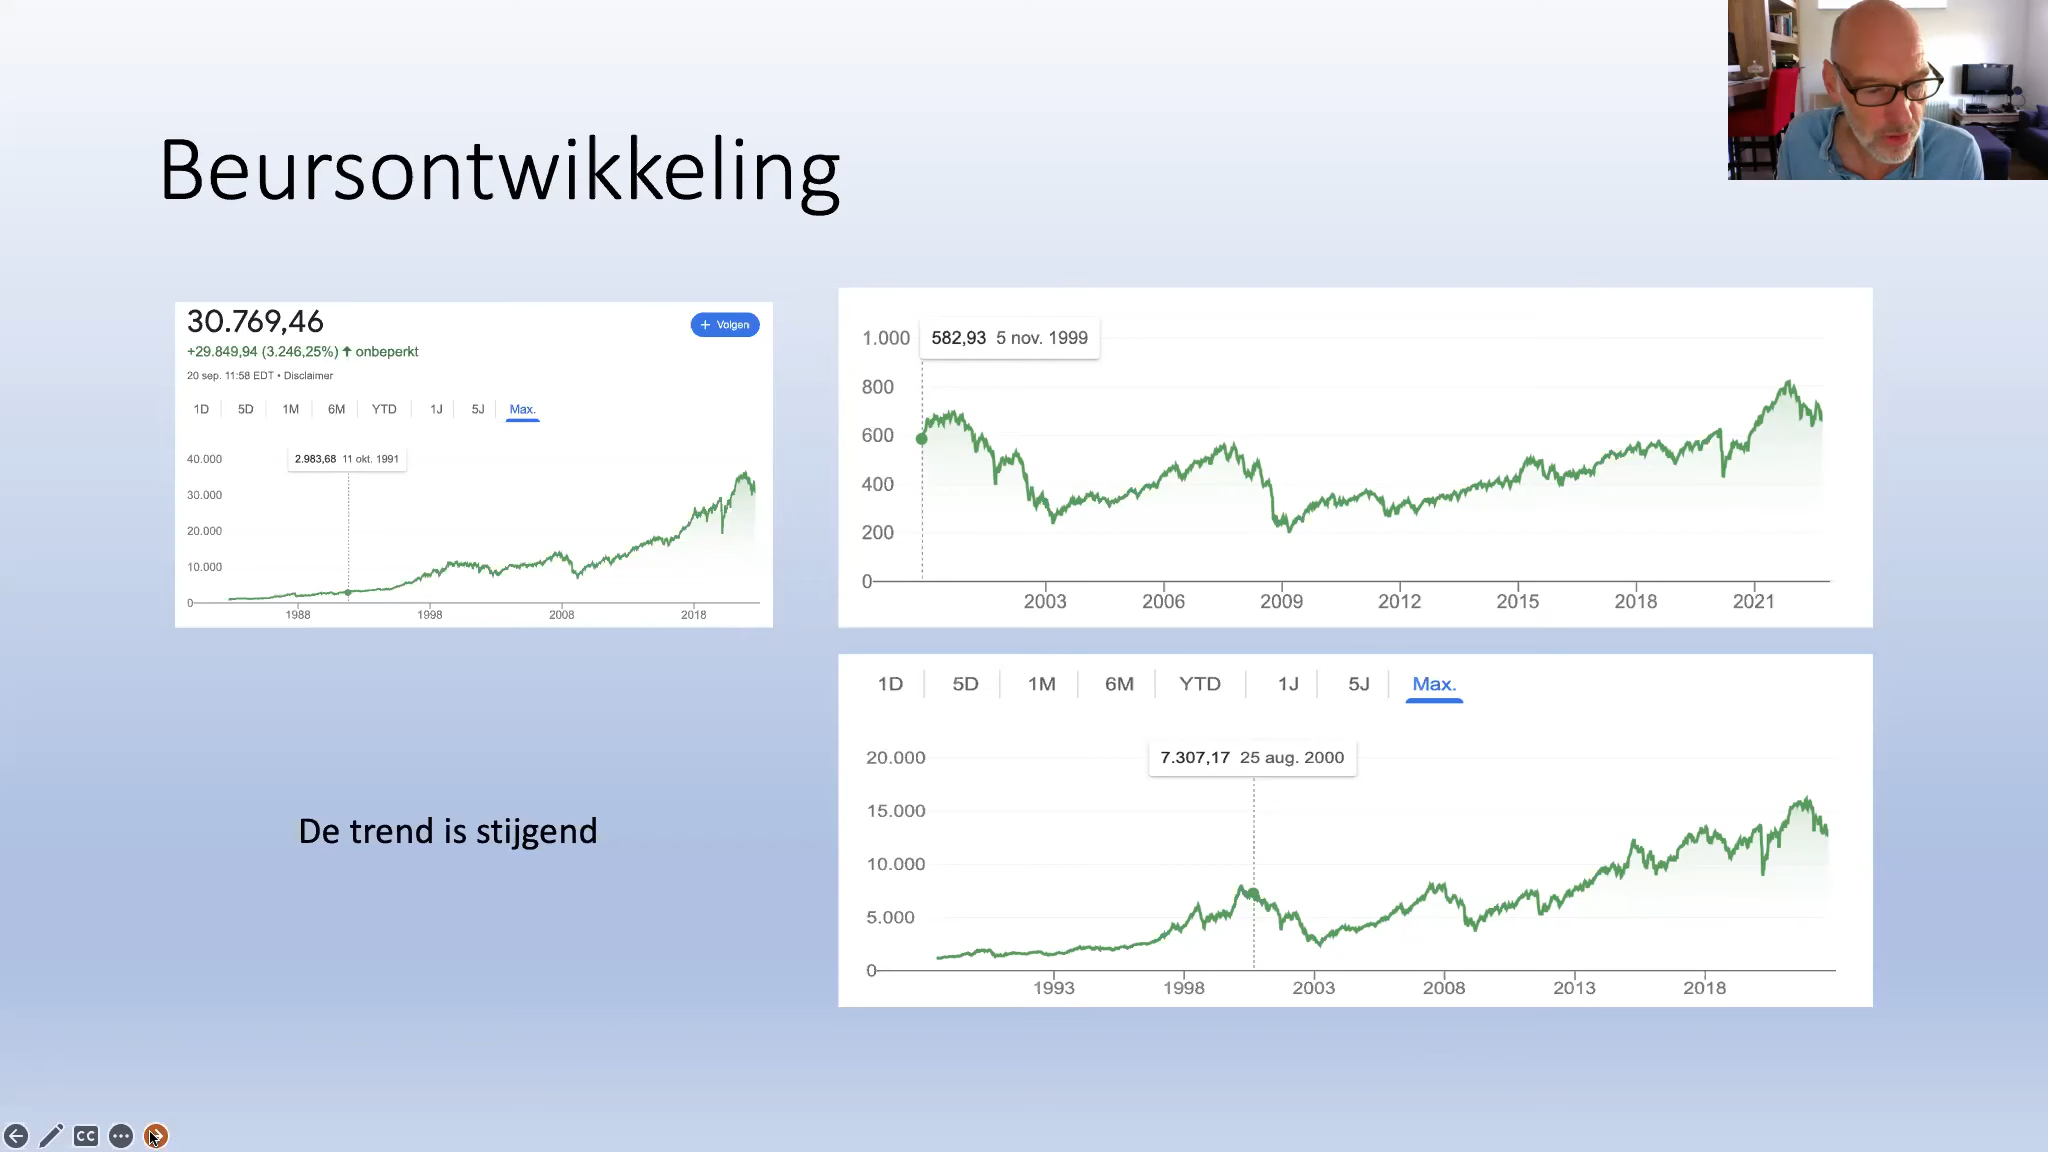 Beursontwikkeling
30.769,46
+ Volgen
+29.849,94 (3.246,25%) ↑ onbeperkt
20 sep. 11:58 EDT • Disclaimer
1D 5D 1M 6M YTD 1J 5J Max.
2.983,68 11 okt. 1991
40.000
30.000
20.000
10.000
0
1988 1998 2008 2018
De trend is stijgend
582,93 5 nov. 1999
1.000
800
600
400
200
0
2003 2006 2009 2012 2015 2018 2021
1D 5D 1M 6M YTD 1J 5J Max.
7.307,17 25 aug. 2000
20.000
15.000
10.000
5.000
0
1993 1998 2003 2008 2013 2018
CC